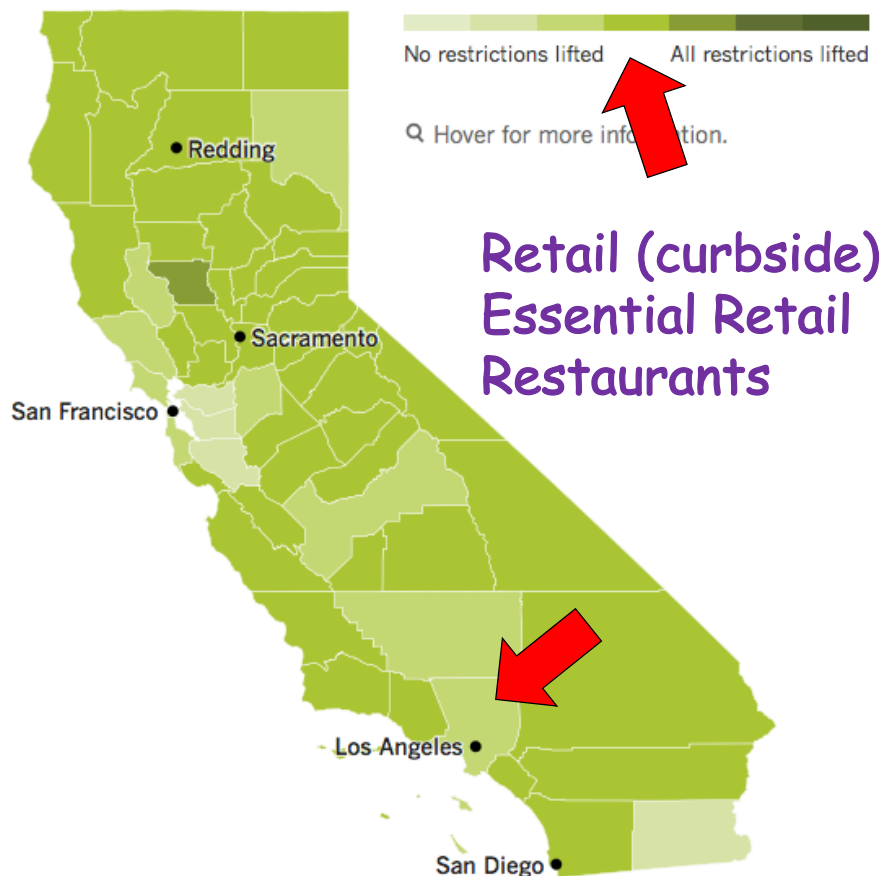 No restrictions lifted All restrictions lifted
Hover for more information.
Redding
Retail (curbside)
Essential Retail
Restaurants
Sacramento
San Francisco
Los Angeles
San Diego